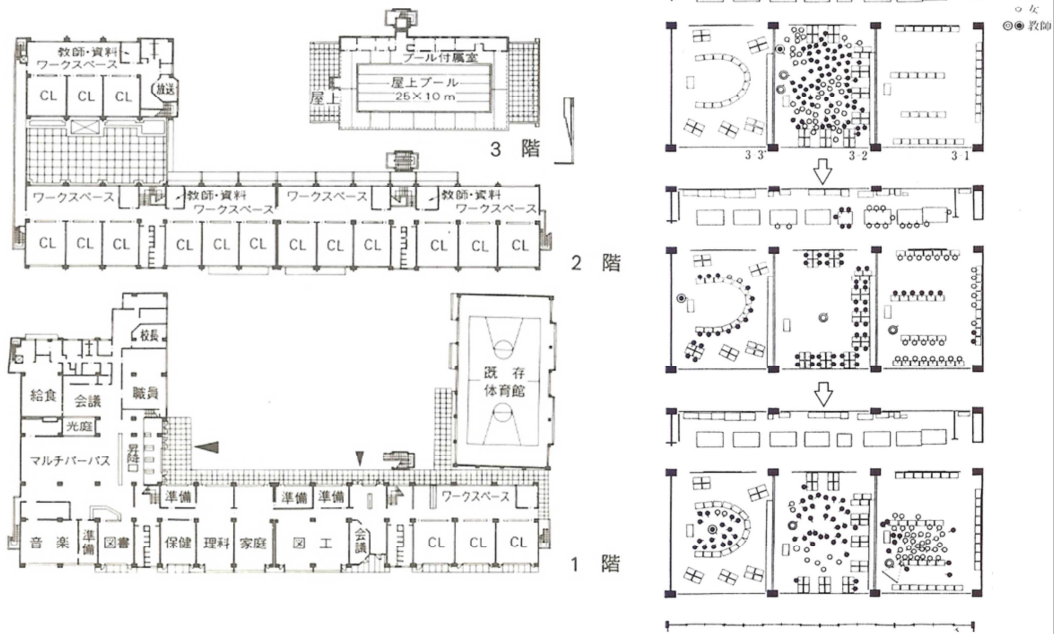 教師・資料
ワークスペース
CL CL CL 放送
プール付属室
屋上プール
25×10m
屋上
3 階
ワークスペース 教師・資料
ワークスペース ワークスペース 教師・資料
ワークスペース
CL CL CL CL CL CL CL CL CL CL CL CL
2 階
校長
給食 会議 職員
光庭
マルチパーパス 昇降
既存
体育館
準備 準備 準備 ワークスペース
音楽 準備 図書 保健 理科 家庭 図工 会議 CL CL CL
1 階
女
教師
3-3 3-2 3-1